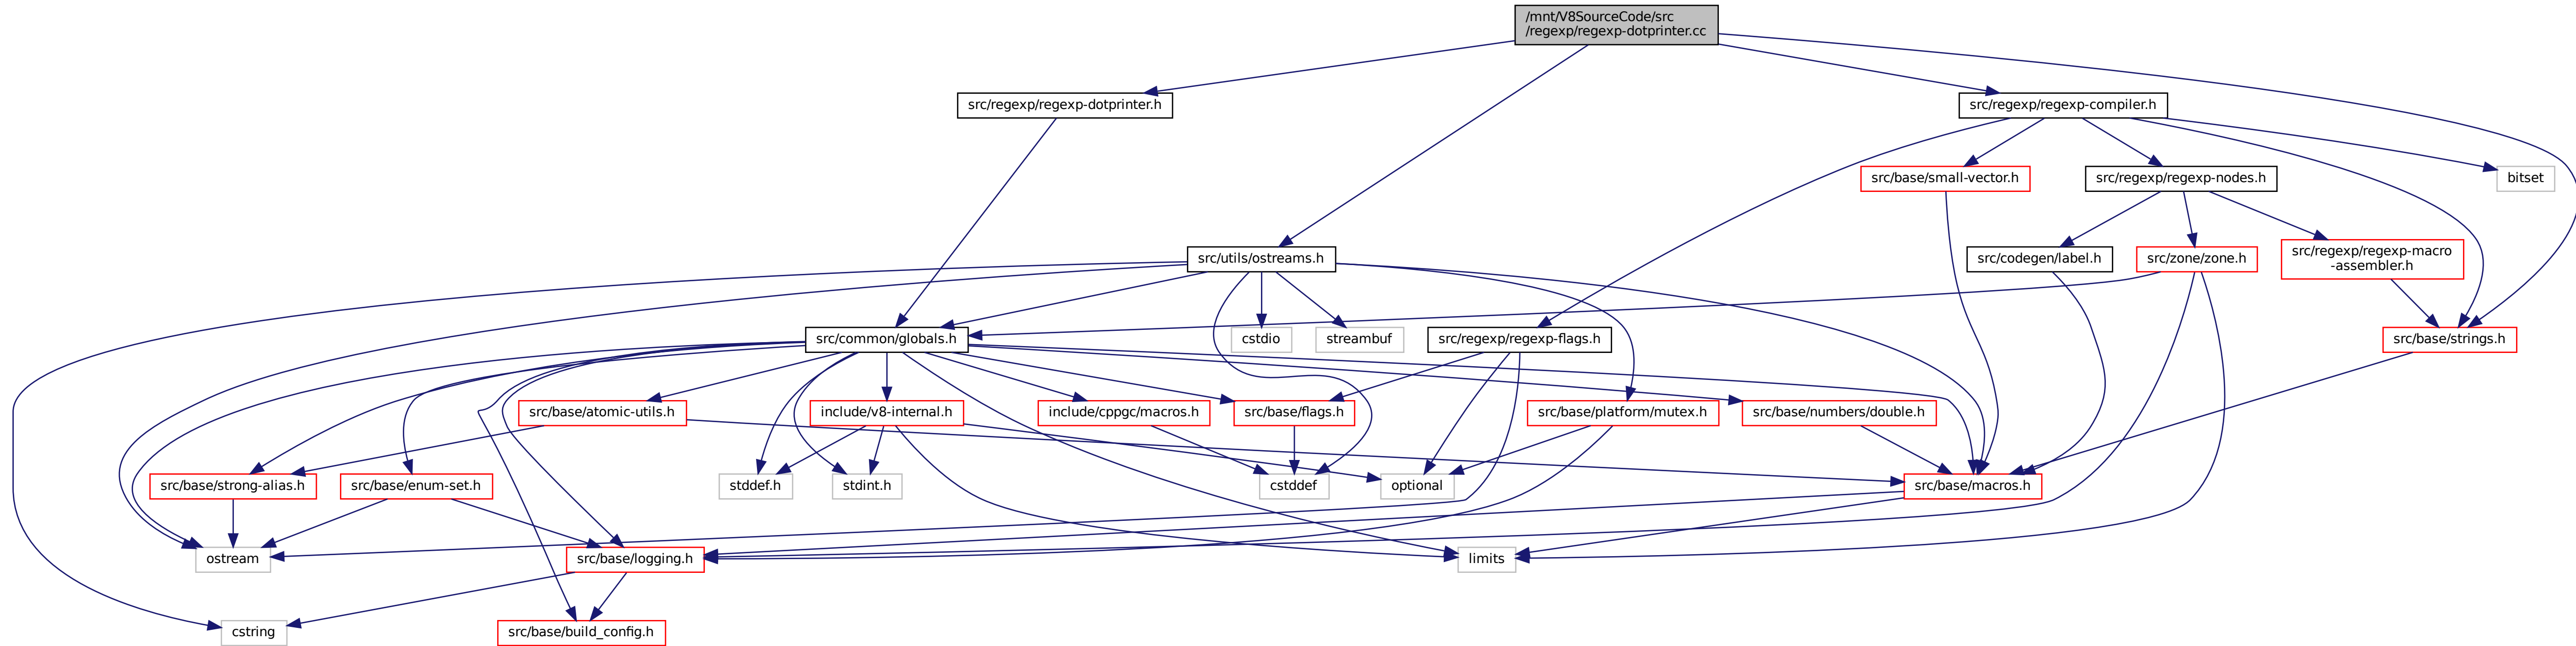 /mnt/V8SourceCode/src
/regexp/regexp-dotprinter.cc
src/regexp/regexp-dotprinter.h
src/regexp/regexp-compiler.h
src/base/small-vector.h
src/regexp/regexp-nodes.h
bitset
src/utils/ostreams.h
src/codegen/label.h
src/zone/zone.h
src/regexp/regexp-macro
-assembler.h
src/common/globals.h
cstdio
streambuf
src/regexp/regexp-flags.h
src/base/strings.h
src/base/atomic-utils.h
include/v8-internal.h
include/cppgc/macros.h
src/base/flags.h
src/base/platform/mutex.h
src/base/numbers/double.h
src/base/strong-alias.h
src/base/enum-set.h
stddef.h
stdint.h
cstddef
optional
src/base/macros.h
ostream
src/base/logging.h
limits
cstring
src/base/build_config.h